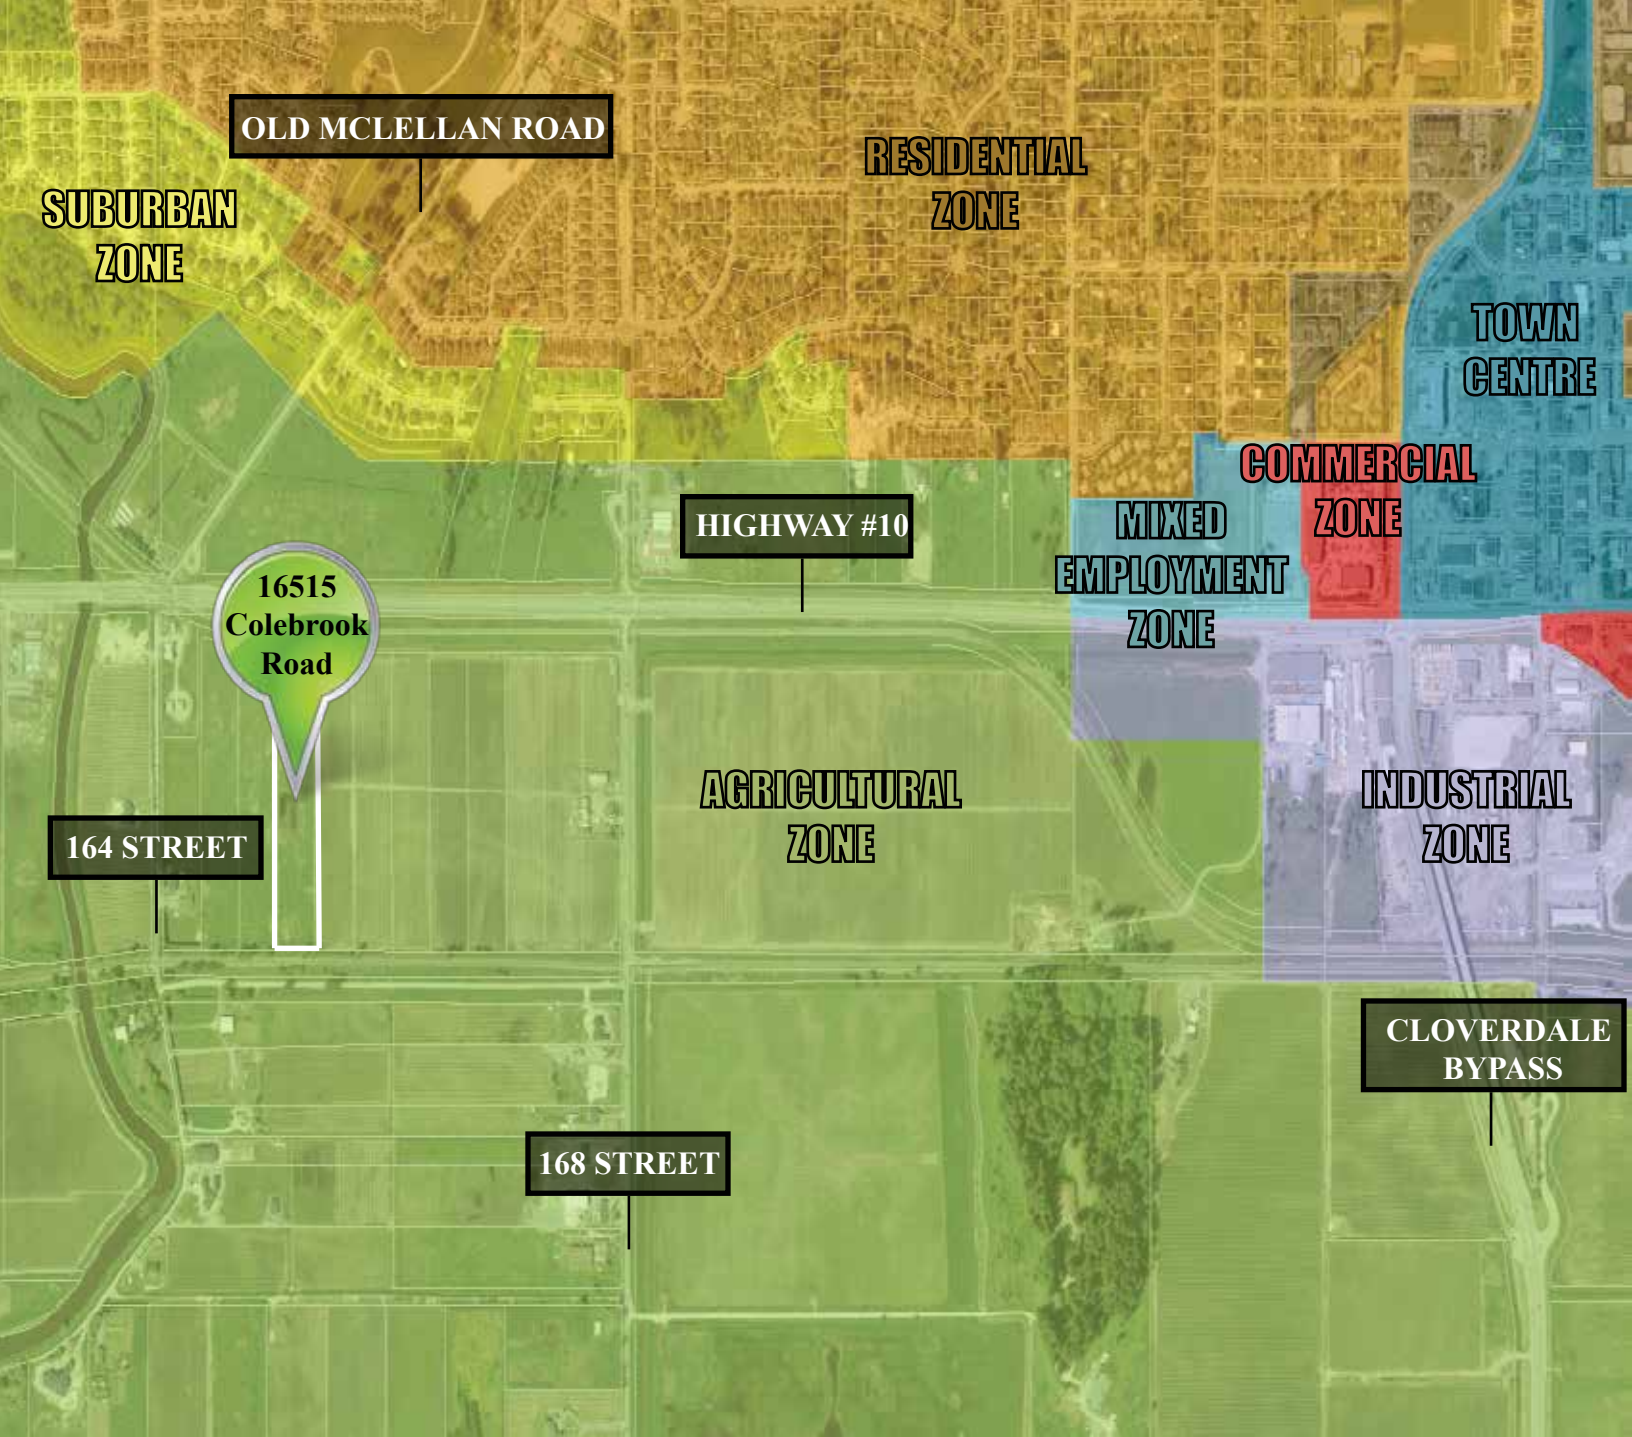 OLD MCLELLAN ROAD
RESIDENTIAL
ZONE
SUBURBAN
ZONE
TOWN
CENTRE
COMMERCIAL
ZONE
HIGHWAY #10
MIXED
EMPLOYMENT
ZONE
16515
Colebrook
Road
AGRICULTURAL
ZONE
INDUSTRIAL
ZONE
164 STREET
CLOVERDALE
BYPASS
168 STREET